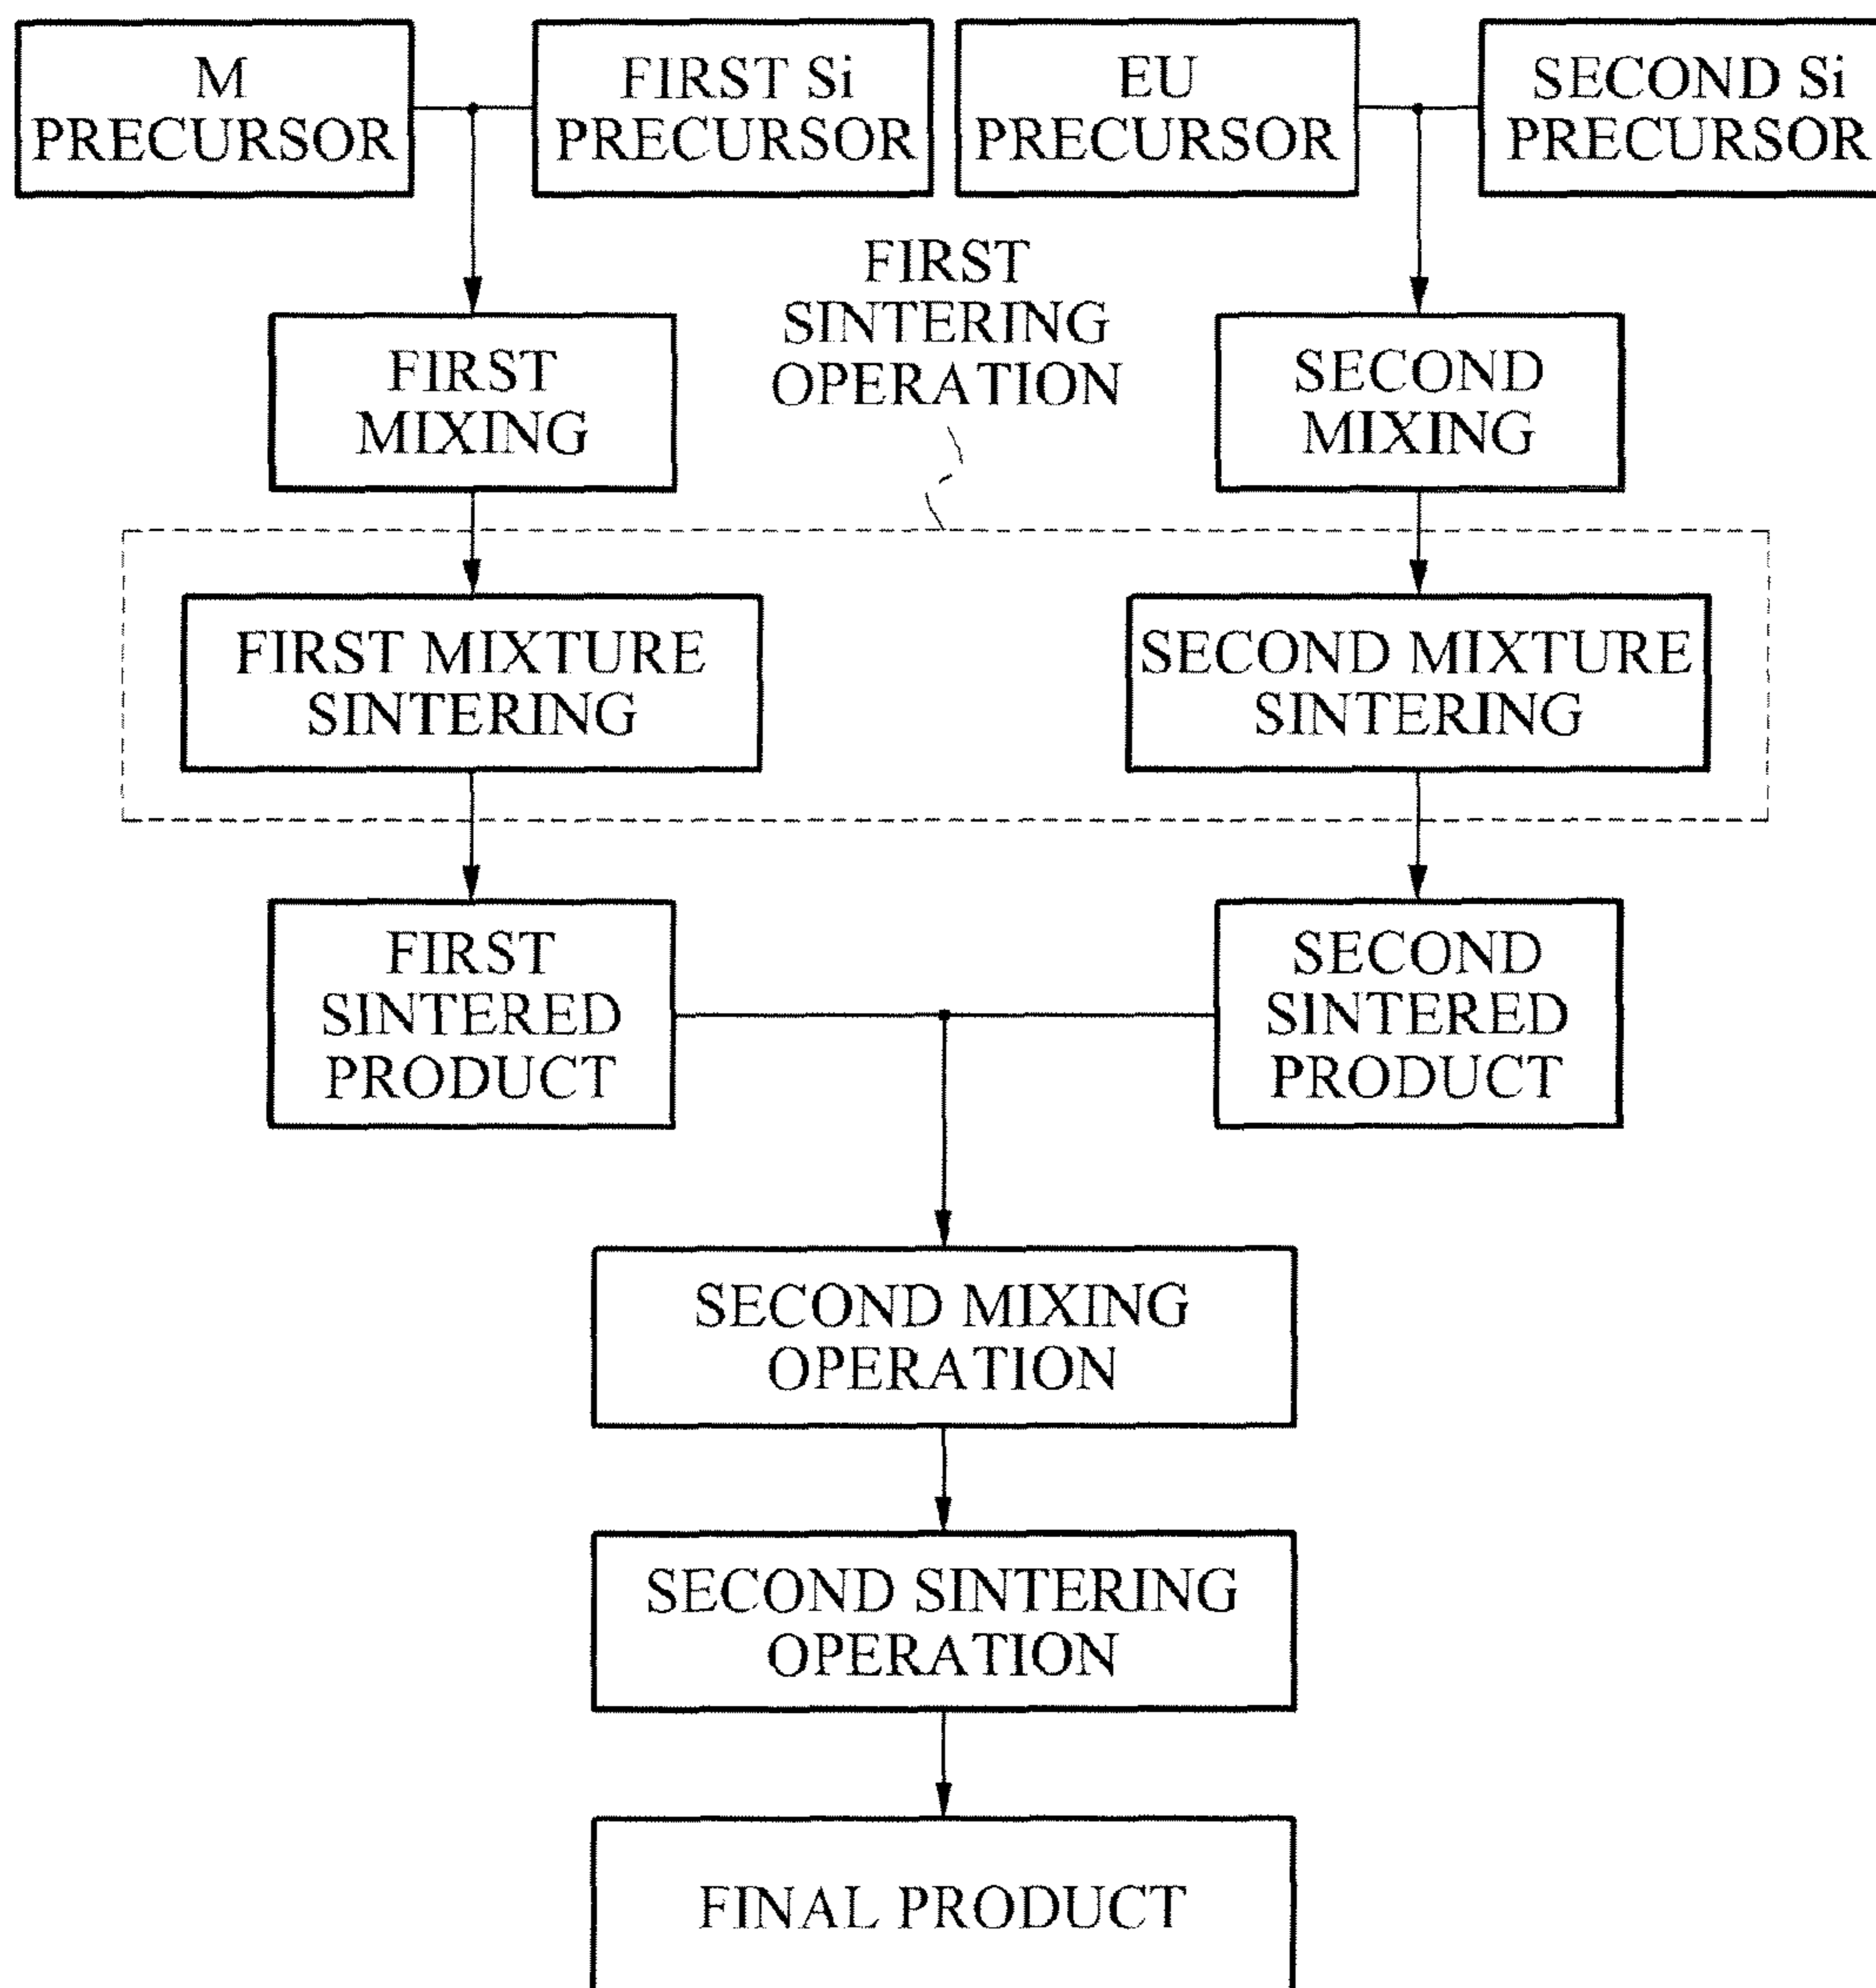 M
PRECURSOR
FIRST Si
PRECURSOR
EU
PRECURSOR
SECOND Si
PRECURSOR
FIRST
SINTERING
OPERATION
FIRST
MIXING
SECOND
MIXING
FIRST MIXTURE
SINTERING
SECOND MIXTURE
SINTERING
FIRST
SINTERED
PRODUCT
SECOND
SINTERED
PRODUCT
SECOND MIXING
OPERATION
SECOND SINTERING
OPERATION
FINAL PRODUCT